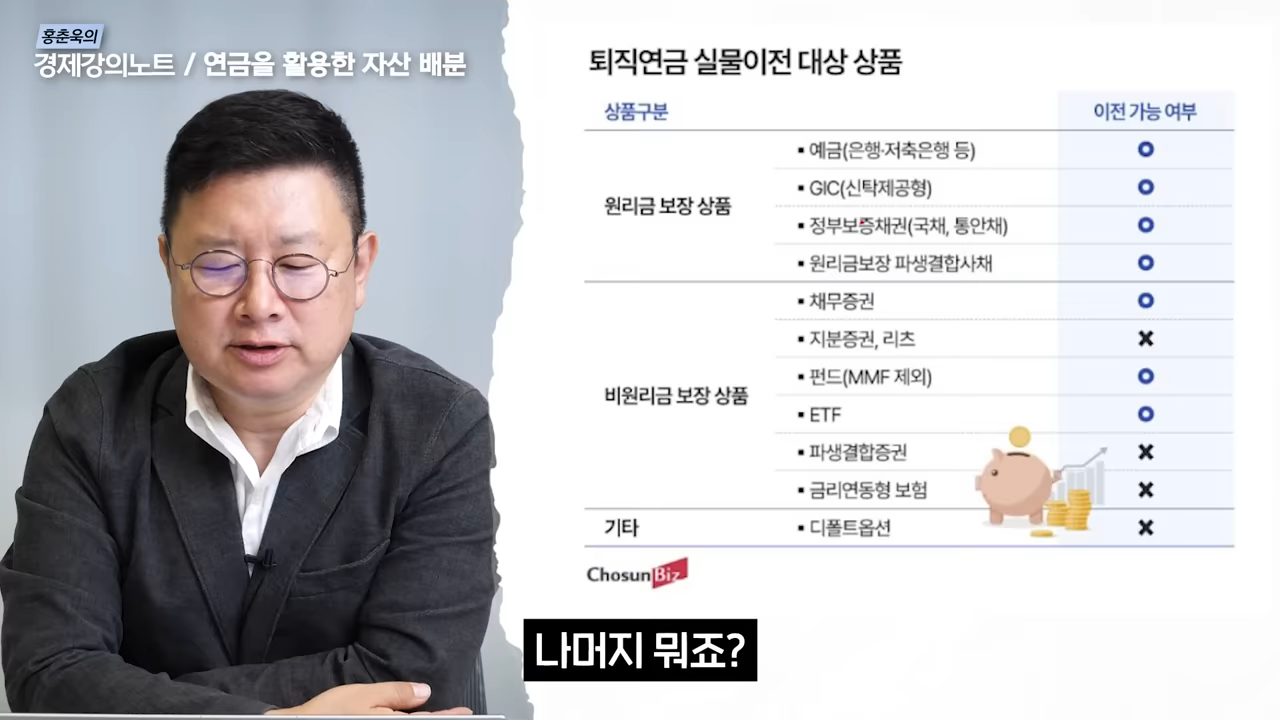 홍춘욱의
경제강의노트 / 연금을 활용한 자산 배분
퇴직연금 실물이전 대상 상품
상품구분 이전 가능 여부
원리금 보장 상품
▪ 예금(은행·저축은행 등) O
▪ GIC(신탁제공형) O
▪ 정부보증채권(국채, 통안채) O
▪ 원리금보장 파생결합사채 O
비원리금 보장 상품
▪ 채무증권 O
▪ 지분증권, 리츠 ✖
▪ 펀드(MMF 제외) O
▪ ETF O
▪ 파생결합증권 ✖
▪ 금리연동형 보험 ✖
기타 ▪ 디폴트옵션 ✖
ChosunBiz
나머지 뭐죠?